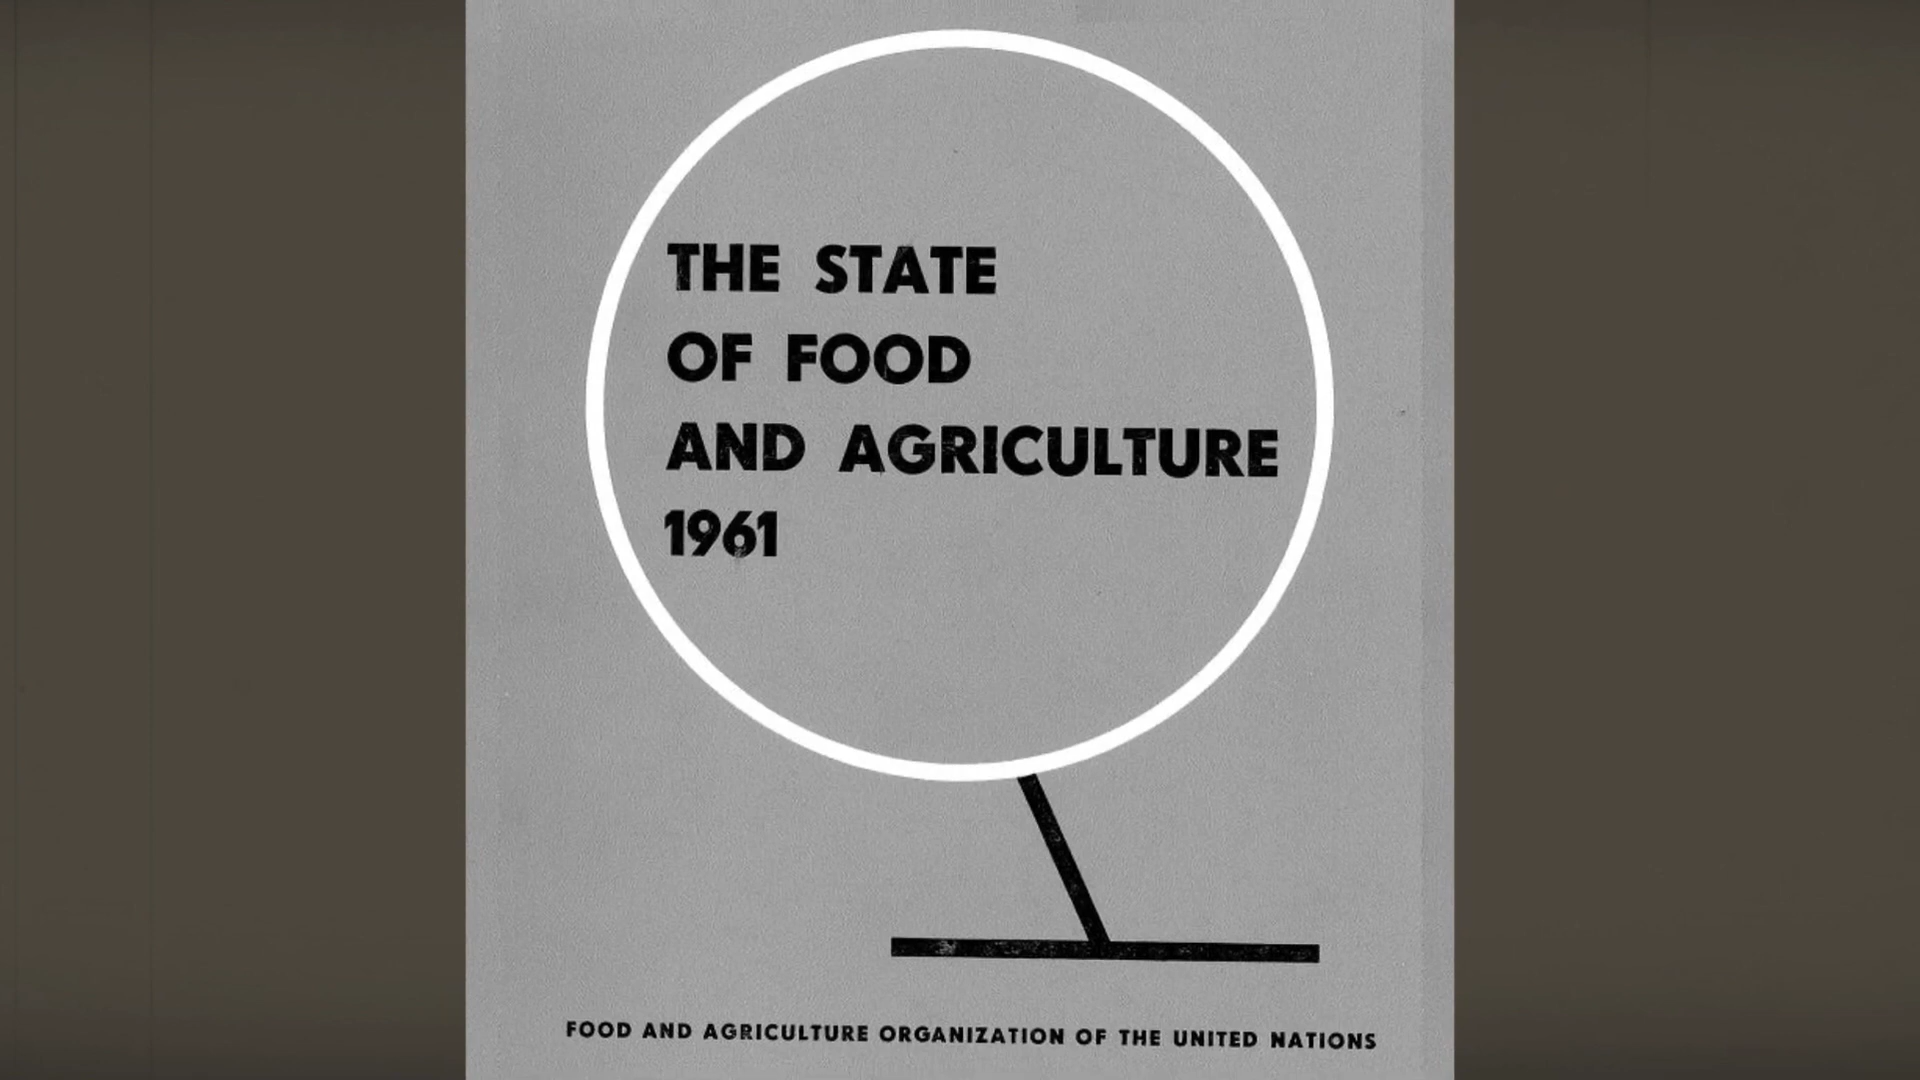 THE STATE
OF FOOD
AND AGRICULTURE
1961
FOOD AND AGRICULTURE ORGANIZATION OF THE UNITED NATIONS